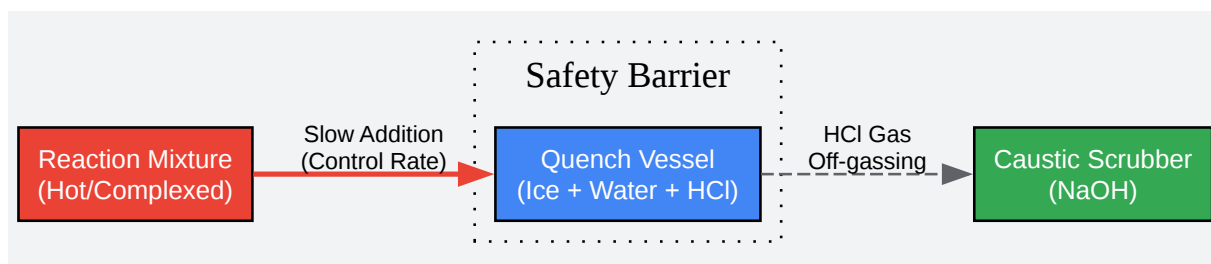 Safety Barrier
Reaction Mixture
(Hot/Complexed)
Slow Addition
(Control Rate)
Quench Vessel
(Ice + Water + HCl)
HCl Gas
Off-gassing
Caustic Scrubber
(NaOH)